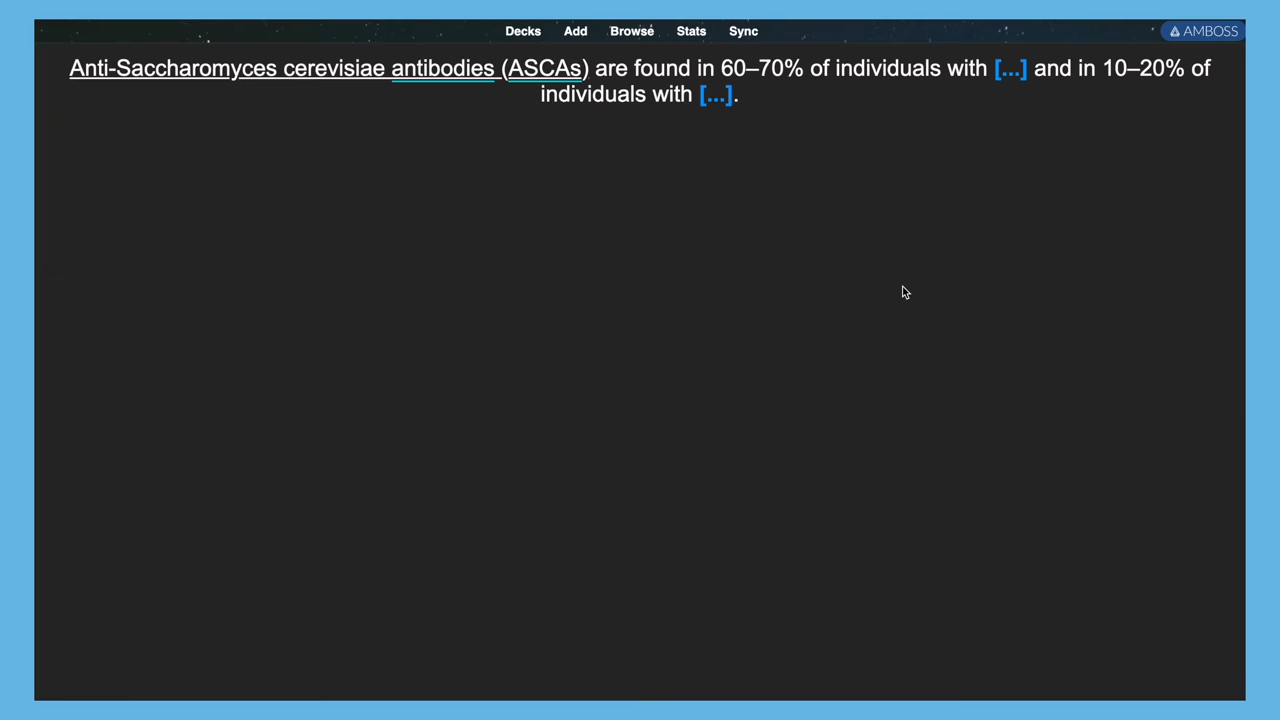 Decks Add Browse Stats Sync AMBOSS
Anti-Saccharomyces cerevisiae antibodies (ASCAs) are found in 60–70% of individuals with [...] and in 10–20% of
individuals with [...].